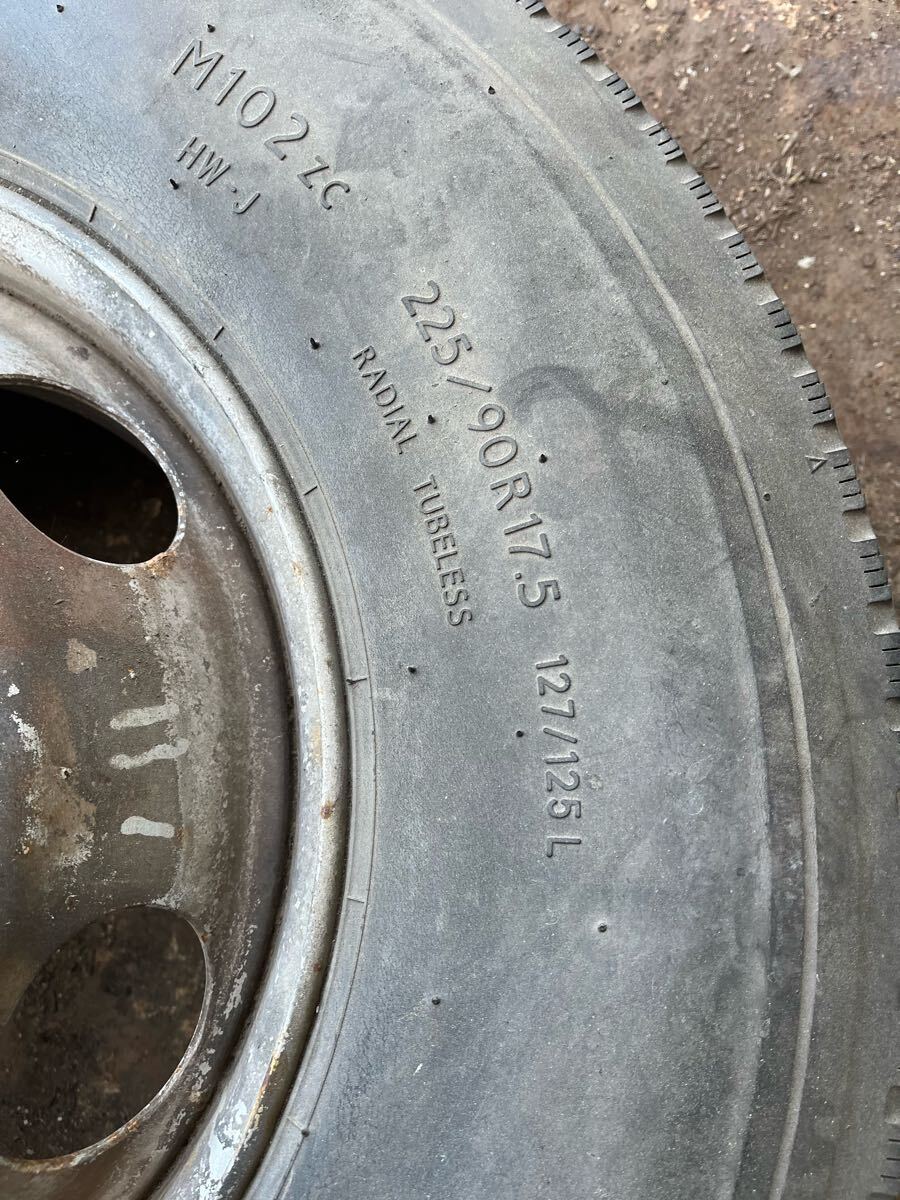 M102 ZC
HW-J
225/90R17.5 127/125 L
RADIAL TUBELESS